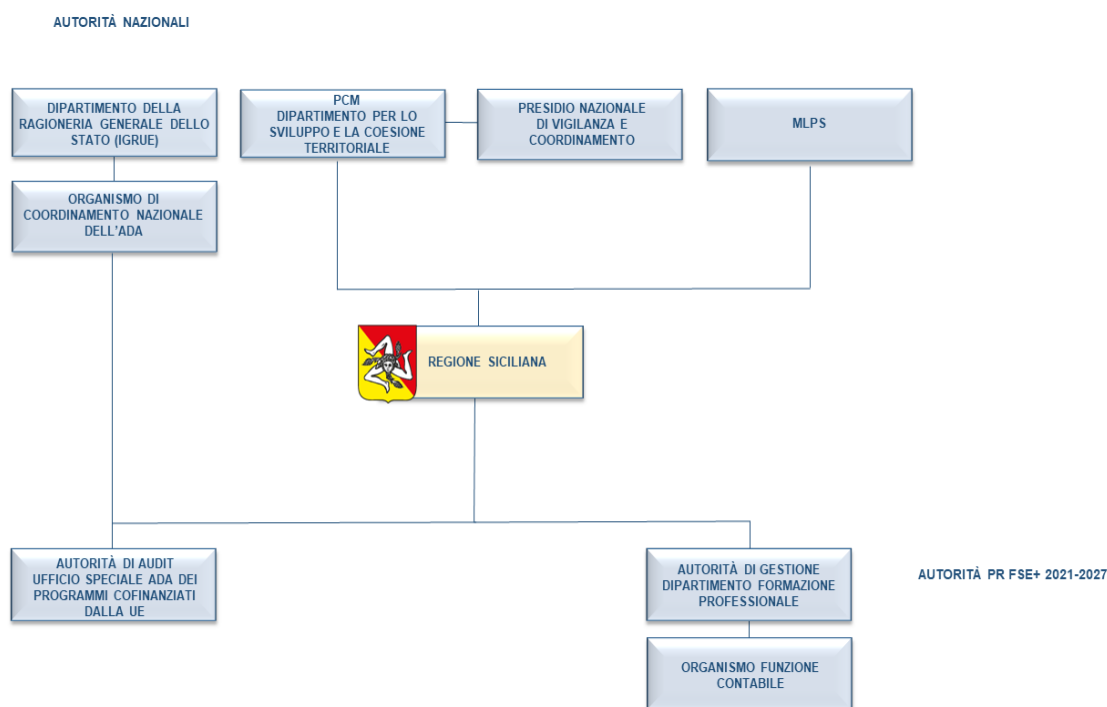 AUTORITÀ NAZIONALI
DIPARTIMENTO DELLA
RAGIONERIA GENERALE DELLO
STATO (IGRUE)
PCM
DIPARTIMENTO PER LO
SVILUPPO E LA COESIONE
TERRITORIALE
PRESIDIO NAZIONALE
DI VIGILANZA E
COORDINAMENTO
MLPS
ORGANISMO DI
COORDINAMENTO NAZIONALE
DELL'ADA
REGIONE SICILIANA
AUTORITÀ DI AUDIT
UFFICIO SPECIALE ADA DEI
PROGRAMMI COFINANZIATI
DALLA UE
AUTORITÀ DI GESTIONE
DIPARTIMENTO FORMAZIONE
PROFESSIONALE
AUTORITÀ PR FSE+ 2021-2027
ORGANISMO FUNZIONE
CONTABILE